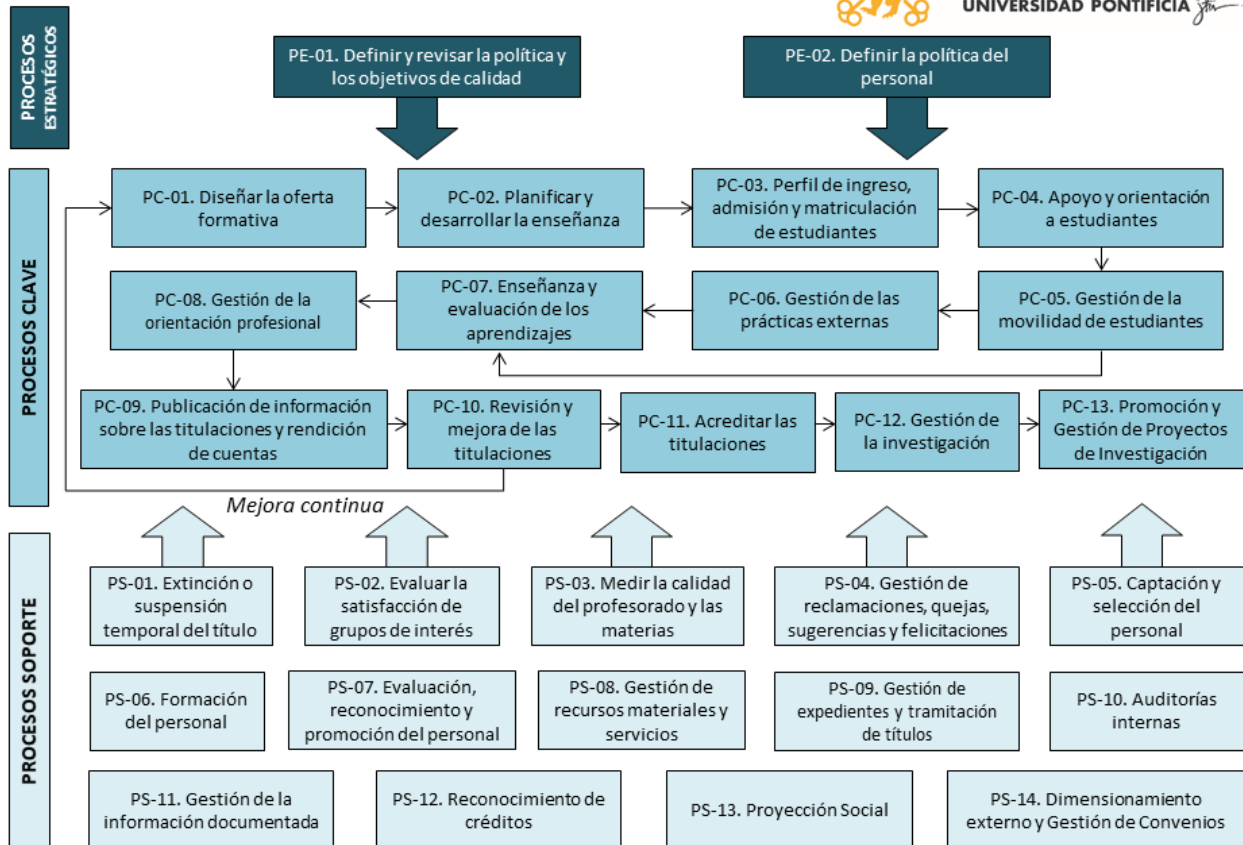 UNIVERSIDAD PONTIFICIA
PROCESOS
ESTRATÉGICOS
PE-01. Definir y revisar la política y
los objetivos de calidad
PE-02. Definir la política del
personal
PROCESOS CLAVE
PC-01. Diseñar la oferta
formativa
PC-02. Planificar y
desarrollar la enseñanza
PC-03. Perfil de ingreso,
admisión y matriculación
de estudiantes
PC-04. Apoyo y orientación
a estudiantes
PC-08. Gestión de la
orientación profesional
PC-07. Enseñanza y
evaluación de los
aprendizajes
PC-06. Gestión de las
prácticas externas
PC-05. Gestión de la
movilidad de estudiantes
PC-09. Publicación de información
sobre las titulaciones y rendición
de cuentas
PC-10. Revisión y
mejora de las
titulaciones
PC-11. Acreditar las
titulaciones
PC-12. Gestión de
la investigación
PC-13. Promoción y
Gestión de Proyectos
de Investigación
Mejora continua
PROCESOS SOPORTE
PS-01. Extinción o
suspensión
temporal del título
PS-02. Evaluar la
satisfacción de
grupos de interés
PS-03. Medir la calidad
del profesorado y las
materias
PS-04. Gestión de
reclamaciones, quejas,
sugerencias y felicitaciones
PS-05. Captación y
selección del
personal
PS-06. Formación
del personal
PS-07. Evaluación,
reconocimiento y
promoción del personal
PS-08. Gestión de
recursos materiales y
servicios
PS-09. Gestión de
expedientes y tramitación
de títulos
PS-10. Auditorías
internas
PS-11. Gestión de la
información documentada
PS-12. Reconocimiento de
créditos
PS-13. Proyección Social
PS-14. Dimensionamiento
externo y Gestión de Convenios